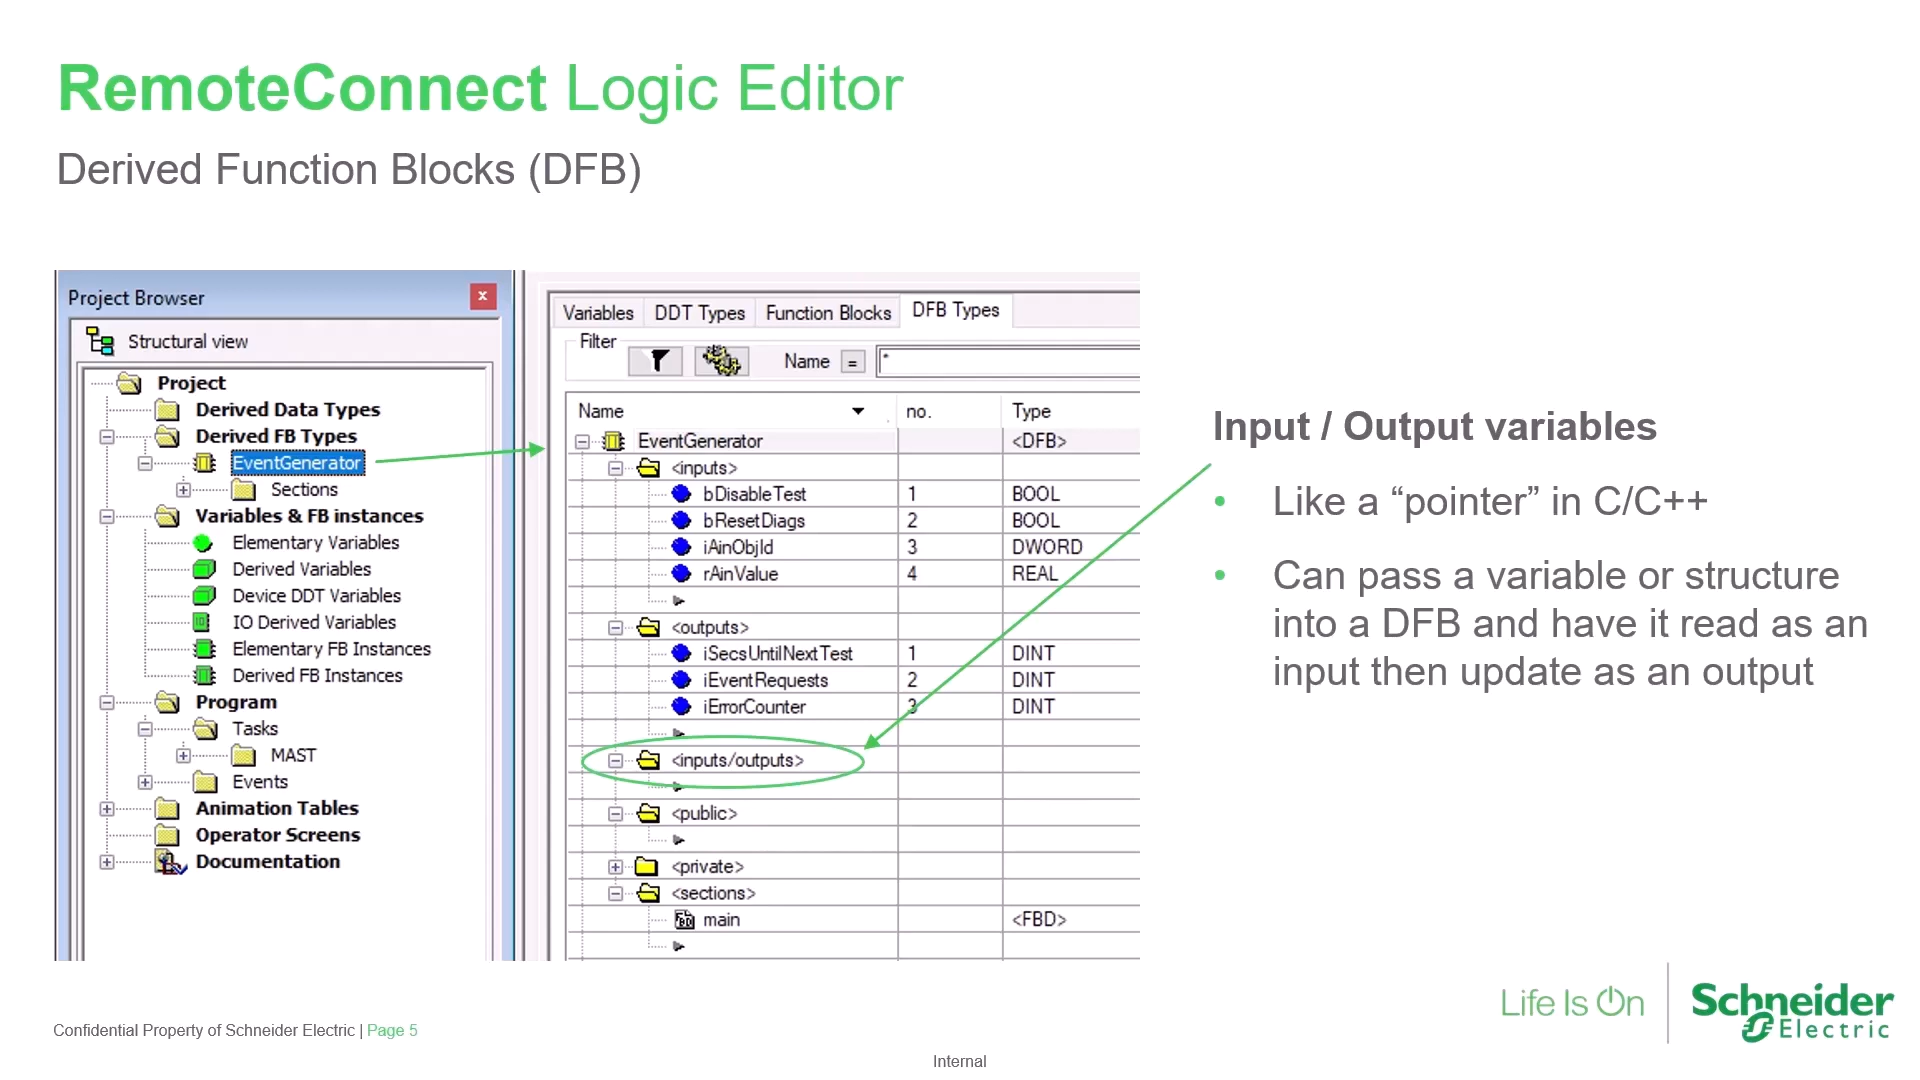 RemoteConnect Logic Editor
Derived Function Blocks (DFB)
Project Browser
x
Structural view
Project
Derived Data Types
Derived FB Types
EventGenerator
Sections
Variables & FB instances
Elementary Variables
Derived Variables
Device DDT Variables
IO Derived Variables
Elementary FB Instances
Derived FB Instances
Program
Tasks
MAST
Events
Animation Tables
Operator Screens
Documentation
Variables DDT Types Function Blocks DFB Types
Filter
Name = *
Name no. Type
EventGenerator <DFB>
<inputs>
bDisableTest 1 BOOL
bResetDiags 2 BOOL
iAinObjId 3 DWORD
rAinValue 4 REAL
<outputs>
iSecsUntilNextTest 1 DINT
iEventRequests 2 DINT
iErrorCounter 3 DINT
<inputs/outputs>
<public>
<private>
<sections>
main <FBD>
Input / Output variables
• Like a “pointer” in C/C++
• Can pass a variable or structure
into a DFB and have it read as an
input then update as an output
Life Is On
Schneider
Electric
Confidential Property of Schneider Electric | Page 5
Internal